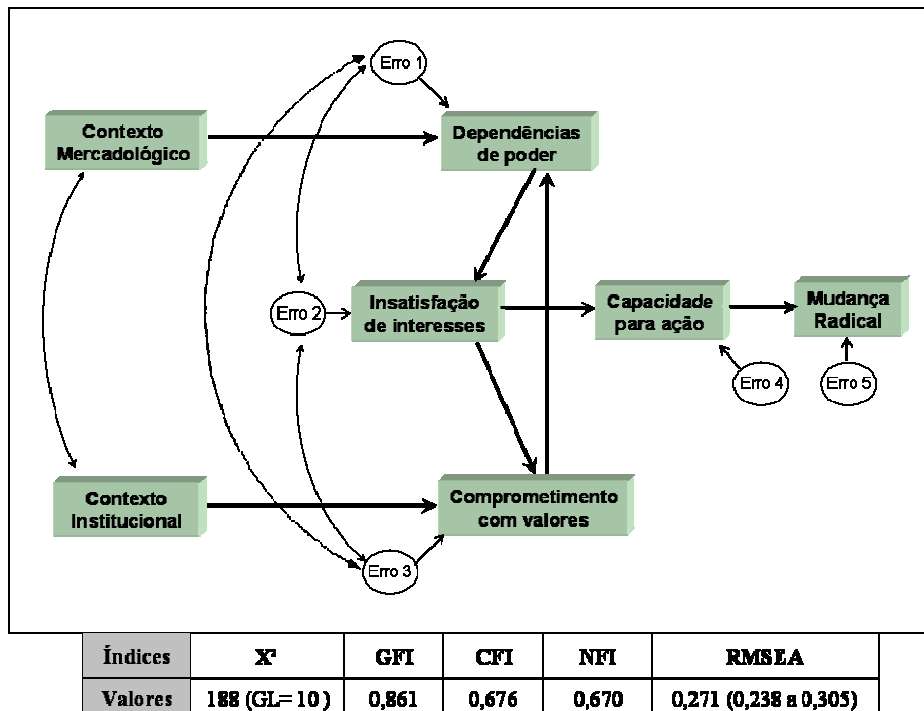 Erro 1
Contexto
Mercadológico
Dependências
de poder
Erro 2
Insatisfação
de interesses
Capacidade
para ação
Mudança
Radical
Erro 4
Erro 5
Contexto
Institucional
Comprometimento
com valores
Erro 3
Índices X² GFI CFI NFI RMSEA
Valores 188 (GL= 10 ) 0,861 0,676 0,670 0,271 (0,238 a 0,305)